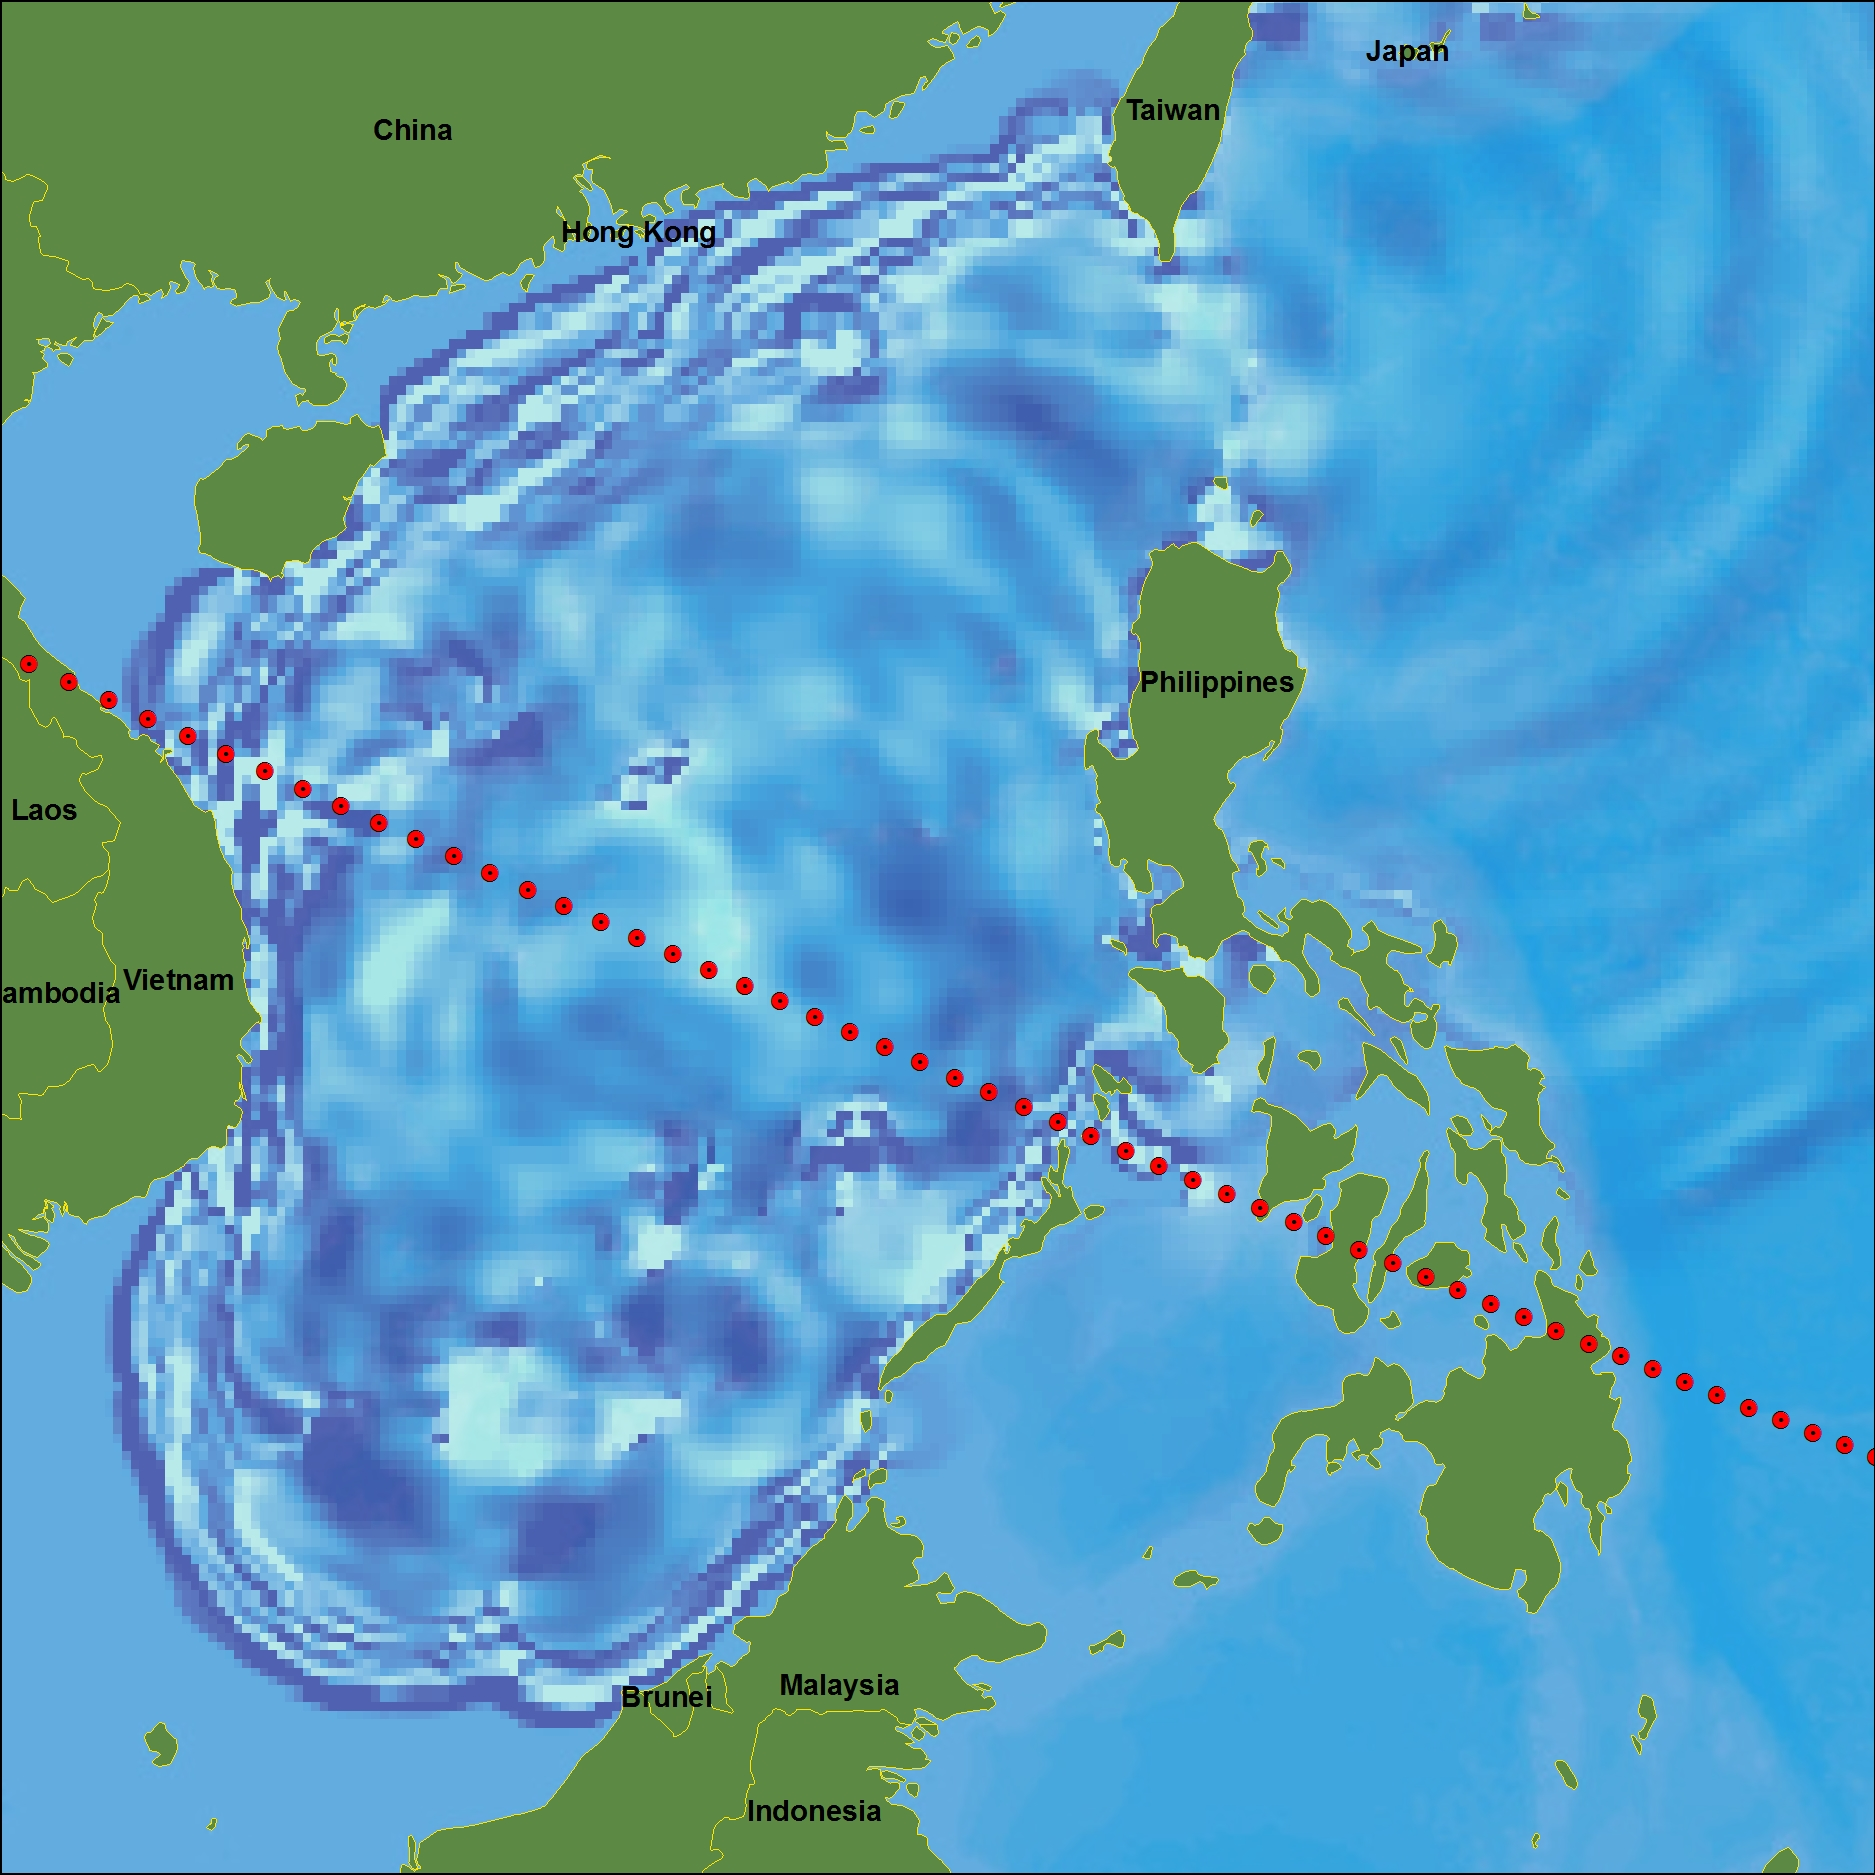 Japan
Taiwan
China
Hong Kong
Philippines
Laos
Vietnam
ambodia
Malaysia
Brunei
Indonesia